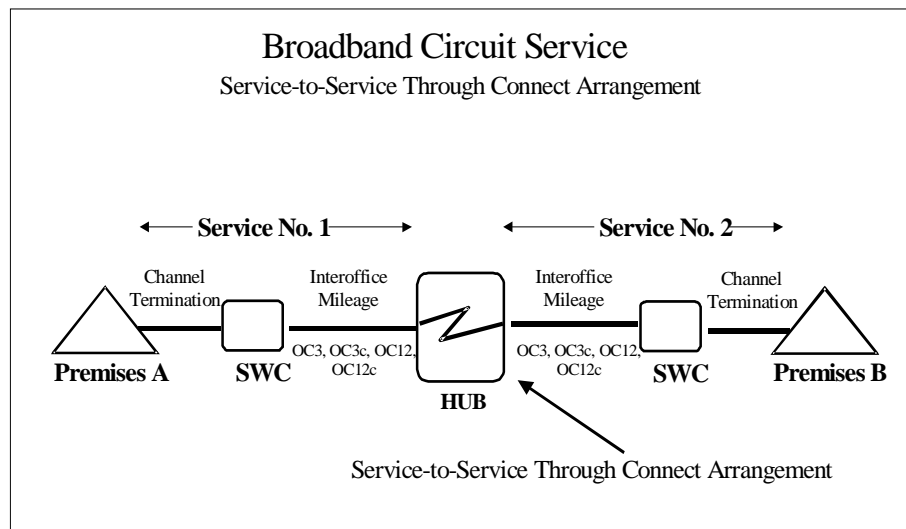 Broadband Circuit Service
Service-to-Service Through Connect Arrangement
Service No. 1
Service No. 2
Channel
Termination
Interoffice
Mileage
Interoffice
Mileage
Channel
Termination
OC3, OC3c, OC12,
OC12c
OC3, OC3c, OC12,
OC12c
Premises A
SWC
HUB
SWC
Premises B
Service-to-Service Through Connect Arrangement